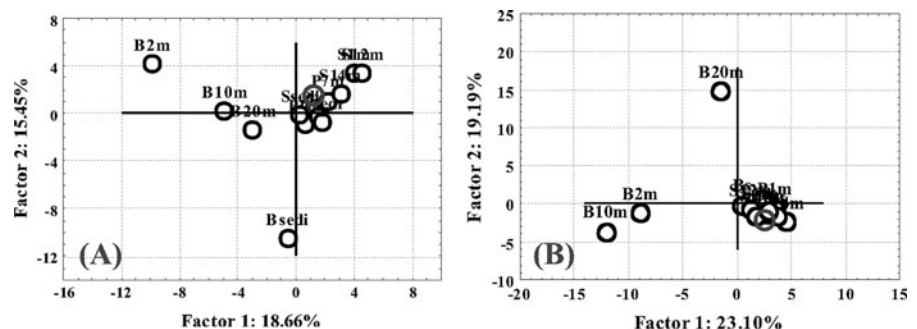 8
4
0
-4
-8
-12
-16
-12
-8
-4
0
4
8
Factor 2: 15.45%
Factor 1: 18.66%
B2m
B10m
B20m
Bsedi
(A)
25
20
15
10
5
0
-5
-10
-20
-15
-10
-5
0
5
10
15
Factor 2: 19.19%
Factor 1: 23.10%
B20m
B2m
B10m
(B)